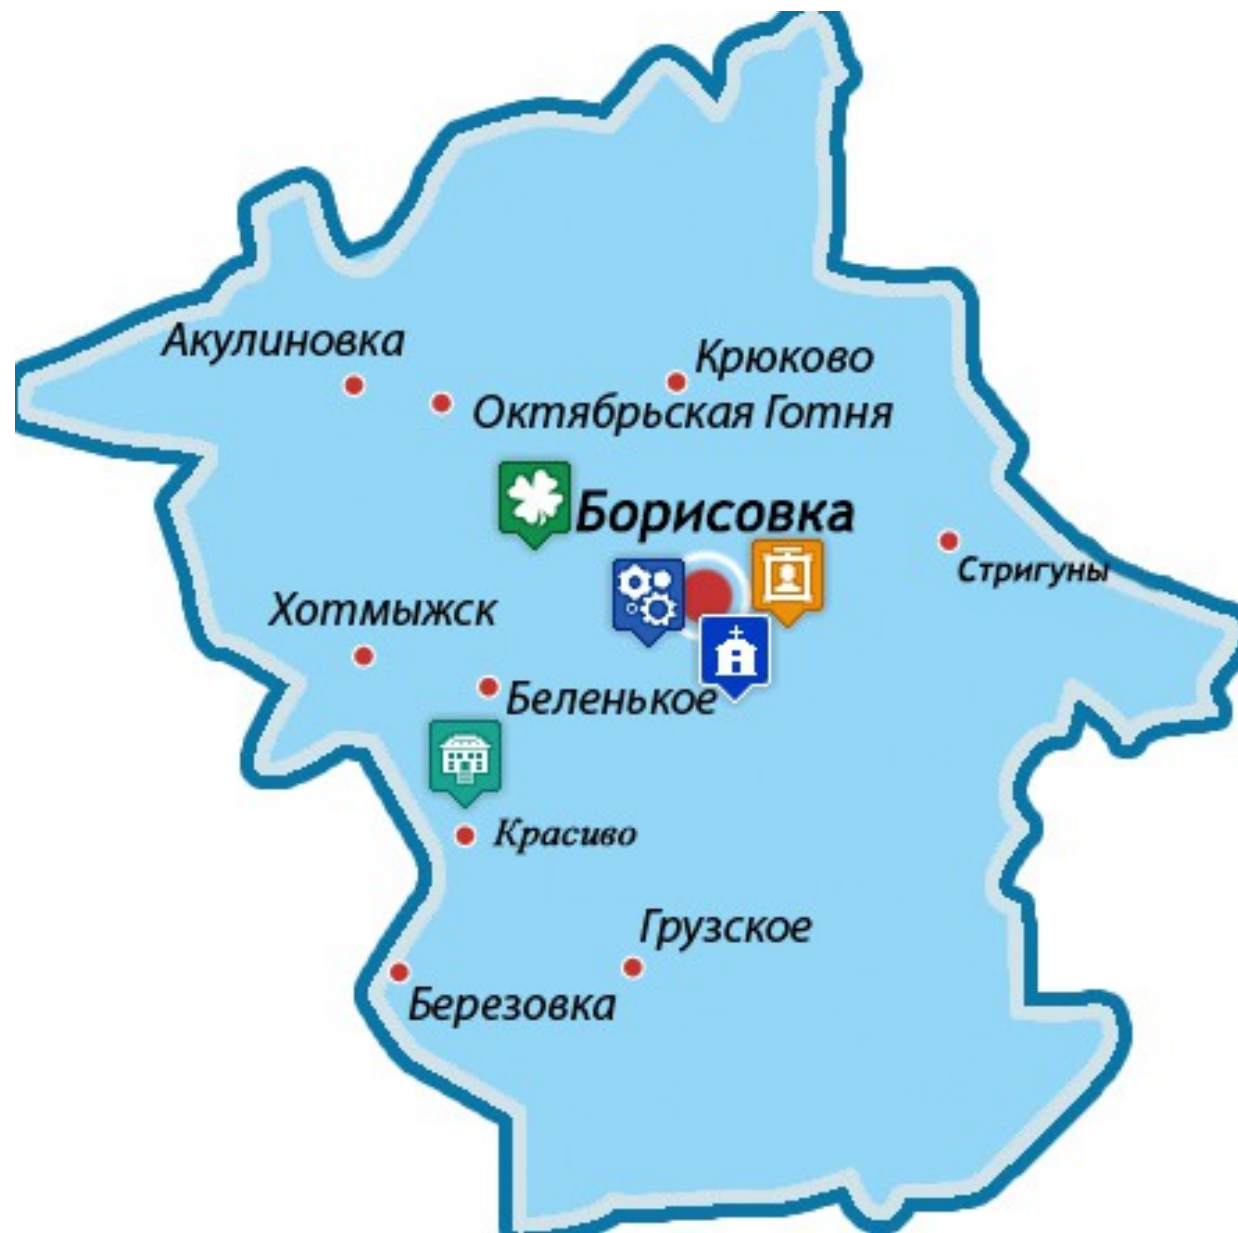 Акулиновка
Крюково
Октябрьская Готня
Борисовка
Стригуны
Хотмыжск
Беленькое
Красиво
Грузское
Березовка